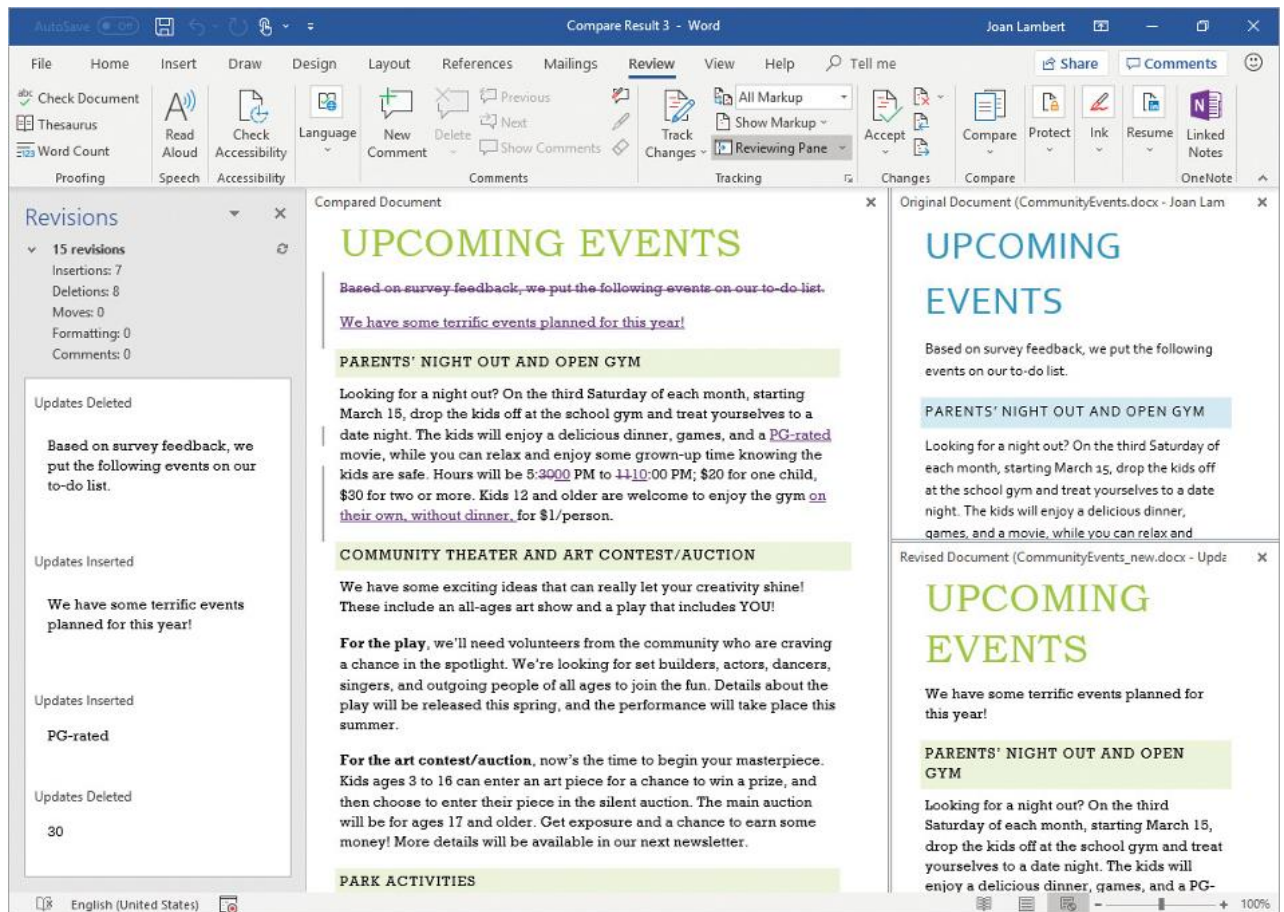 AutoSave Off Compare Result 3 - Word Joan Lambert
File Home Insert Draw Design Layout References Mailings Review View Help Tell me Share Comments
abc Check Document
Thesaurus
123 Word Count
Proofing
Read
Aloud
Speech
Check
Accessibility
Accessibility
Language
New
Comment
Delete
Previous
Next
Show Comments
Comments
Track
Changes
All Markup
Show Markup
Reviewing Pane
Tracking
Accept
Changes
Compare
Compare
Protect
Ink
Resume
N
Linked
Notes
OneNote
Revisions
15 revisions
Insertions: 7
Deletions: 8
Moves: 0
Formatting: 0
Comments: 0
Updates Deleted
Based on survey feedback, we
put the following events on our
to-do list.
Updates Inserted
We have some terrific events
planned for this year!
Updates Inserted
PG-rated
Updates Deleted
30
Compared Document
UPCOMING EVENTS
Based on survey feedback, we put the following events on our to-do list.
We have some terrific events planned for this year!
PARENTS' NIGHT OUT AND OPEN GYM
Looking for a night out? On the third Saturday of each month, starting
March 15, drop the kids off at the school gym and treat yourselves to a
date night. The kids will enjoy a delicious dinner, games, and a PG-rated
movie, while you can relax and enjoy some grown-up time knowing the
kids are safe. Hours will be 5:3000 PM to 1110:00 PM; $20 for one child,
$30 for two or more. Kids 12 and older are welcome to enjoy the gym on
their own, without dinner, for $1/person.
COMMUNITY THEATER AND ART CONTEST/AUCTION
We have some exciting ideas that can really let your creativity shine!
These include an all-ages art show and a play that includes YOU!
For the play, we'll need volunteers from the community who are craving
a chance in the spotlight. We're looking for set builders, actors, dancers,
singers, and outgoing people of all ages to join the fun. Details about the
play will be released this spring, and the performance will take place this
summer.
For the art contest/auction, now's the time to begin your masterpiece.
Kids ages 3 to 16 can enter an art piece for a chance to win a prize, and
then choose to enter their piece in the silent auction. The main auction
will be for ages 17 and older. Get exposure and a chance to earn some
money! More details will be available in our next newsletter.
PARK ACTIVITIES
Original Document (CommunityEvents.docx - Joan Lam
UPCOMING
EVENTS
Based on survey feedback, we put the following
events on our to-do list.
PARENTS' NIGHT OUT AND OPEN GYM
Looking for a night out? On the third Saturday of
each month, starting March 15, drop the kids off
at the school gym and treat yourselves to a date
night. The kids will enjoy a delicious dinner,
games, and a movie, while you can relax and
Revised Document (CommunityEvents_new.docx - Upda
UPCOMING
EVENTS
We have some terrific events planned for
this year!
PARENTS' NIGHT OUT AND OPEN
GYM
Looking for a night out? On the third
Saturday of each month, starting March 15,
drop the kids off at the school gym and treat
yourselves to a date night. The kids will
enjoy a delicious dinner, games, and a PG-
English (United States) 100%